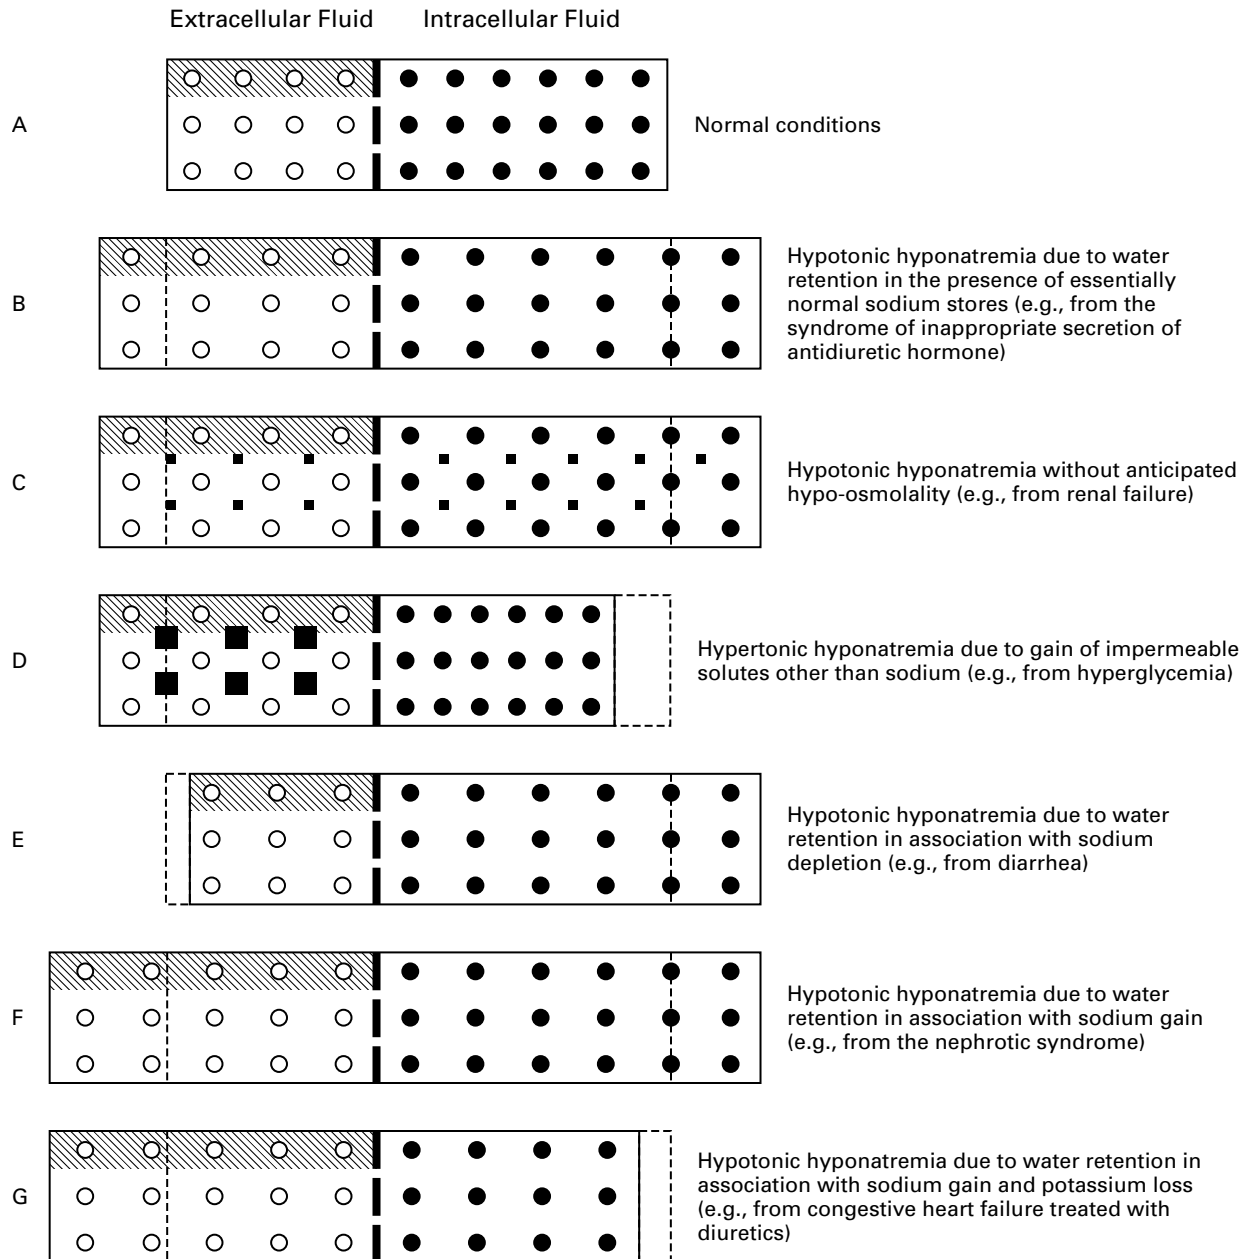 Extracellular Fluid Intracellular Fluid
A
Normal conditions
B
Hypotonic hyponatremia due to water
retention in the presence of essentially
normal sodium stores (e.g., from the
syndrome of inappropriate secretion of
antidiuretic hormone)
C
Hypotonic hyponatremia without anticipated
hypo-osmolality (e.g., from renal failure)
D
Hypertonic hyponatremia due to gain of impermeable
solutes other than sodium (e.g., from hyperglycemia)
E
Hypotonic hyponatremia due to water
retention in association with sodium
depletion (e.g., from diarrhea)
F
Hypotonic hyponatremia due to water
retention in association with sodium gain
(e.g., from the nephrotic syndrome)
G
Hypotonic hyponatremia due to water retention in
association with sodium gain and potassium loss
(e.g., from congestive heart failure treated with
diuretics)